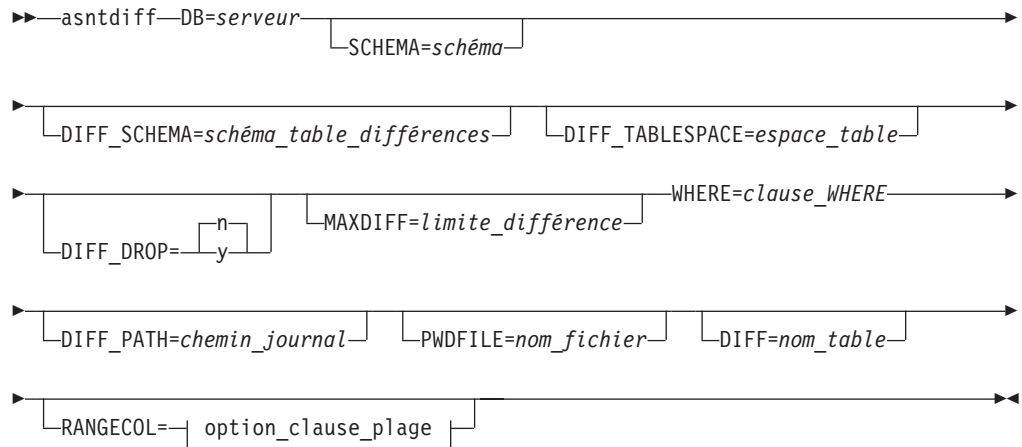 asntdiff DB=serveur
SCHEMA=schéma
DIFF_SCHEMA=schéma_table_différences DIFF_TABLESPACE=espace_table
WHERE=clause_WHERE
n
MAXDIFF=limite_différence
DIFF_DROP= y
DIFF_PATH=chemin_journal PWDFILE=nom_fichier DIFF=nom_table
RANGECOL= option_clause_plage